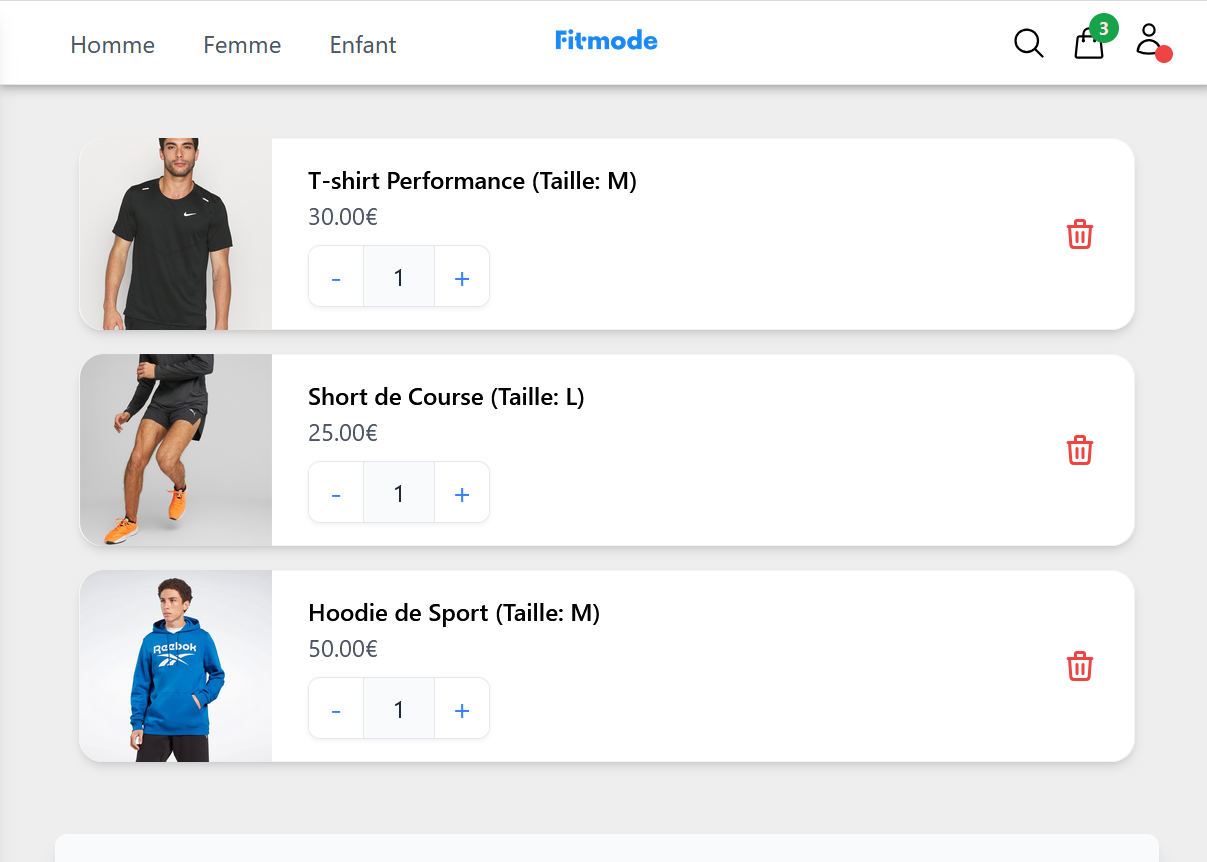 Homme Femme Enfant Fitmode 3
T-shirt Performance (Taille: M)
30.00€
- 1 +
Short de Course (Taille: L)
25.00€
- 1 +
Reebok
Hoodie de Sport (Taille: M)
50.00€
- 1 +